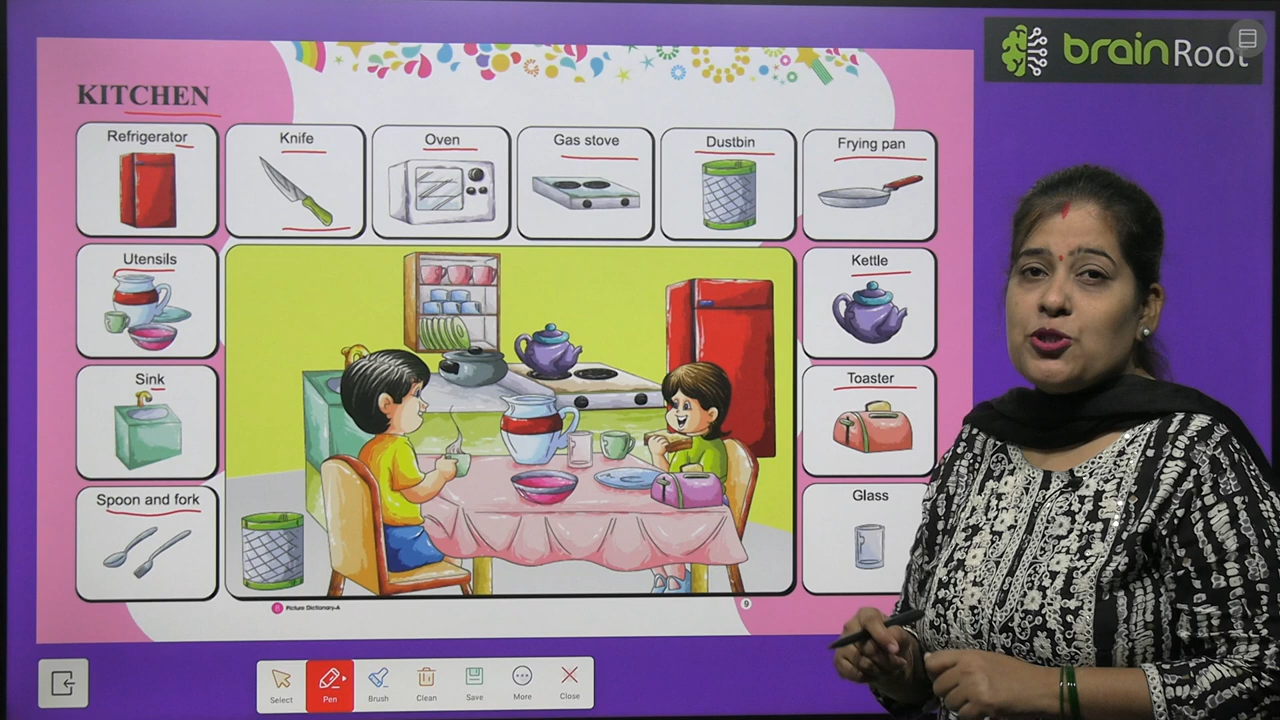 brainRoot
KITCHEN
Refrigerator
Knife
Oven
Gas stove
Dustbin
Frying pan
Utensils
Kettle
Sink
Toaster
Spoon and fork
Glass
Picture Dictionary-A
9
Select
Pen
Brush
Clean
Save
More
Close